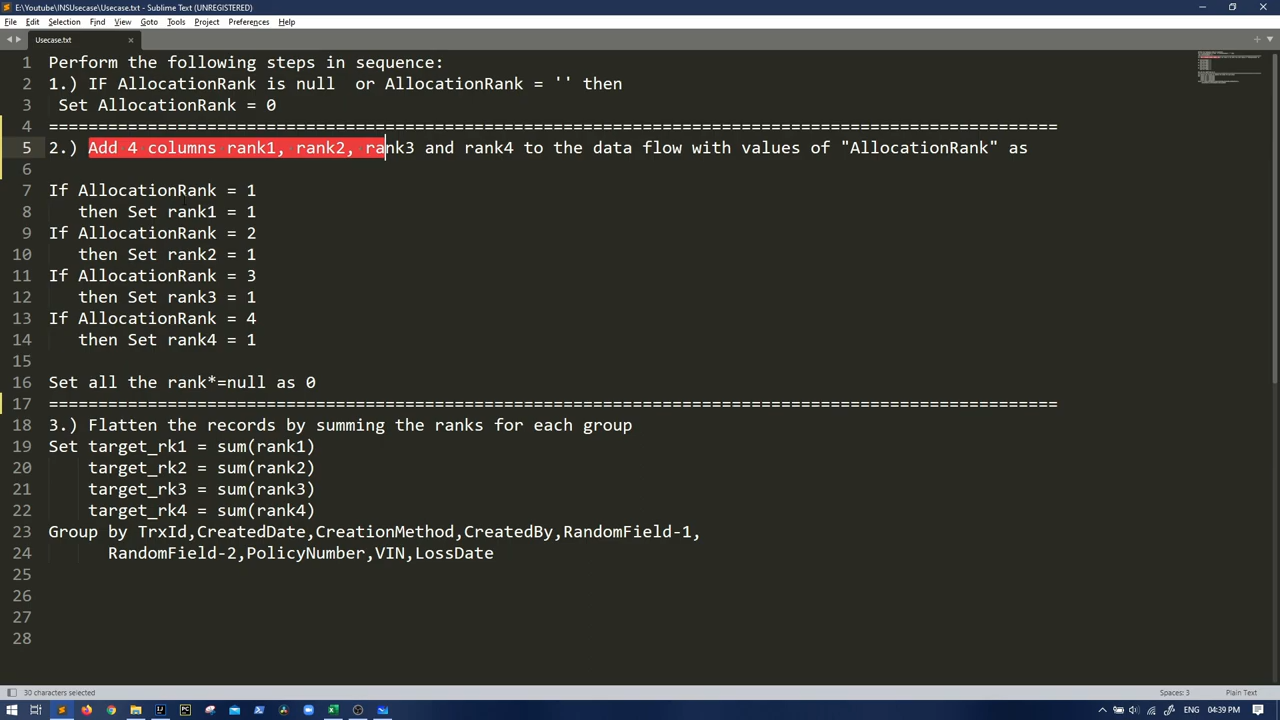 E:\Youtube\INSUsecase\Usecase.txt - Sublime Text (UNREGISTERED)
File Edit Selection Find View Goto Tools Project Preferences Help
Usecase.txt
1 Perform the following steps in sequence:
2 1.) IF AllocationRank is null  or AllocationRank = '' then
3  Set AllocationRank = 0
4 ======================================================================================================
5 2.) Add 4 columns rank1, rank2, rank3 and rank4 to the data flow with values of "AllocationRank" as
6
7 If AllocationRank = 1
8    then Set rank1 = 1
9 If AllocationRank = 2
10    then Set rank2 = 1
11 If AllocationRank = 3
12    then Set rank3 = 1
13 If AllocationRank = 4
14    then Set rank4 = 1
15
16 Set all the rank*=null as 0
17 ======================================================================================================
18 3.) Flatten the records by summing the ranks for each group
19 Set target_rk1 = sum(rank1)
20     target_rk2 = sum(rank2)
21     target_rk3 = sum(rank3)
22     target_rk4 = sum(rank4)
23 Group by TrxId,CreatedDate,CreationMethod,CreatedBy,RandomField-1,
24       RandomField-2,PolicyNumber,VIN,LossDate
25
26
27
28
30 characters selected Spaces: 3 Plain Text
ENG 04:39 PM